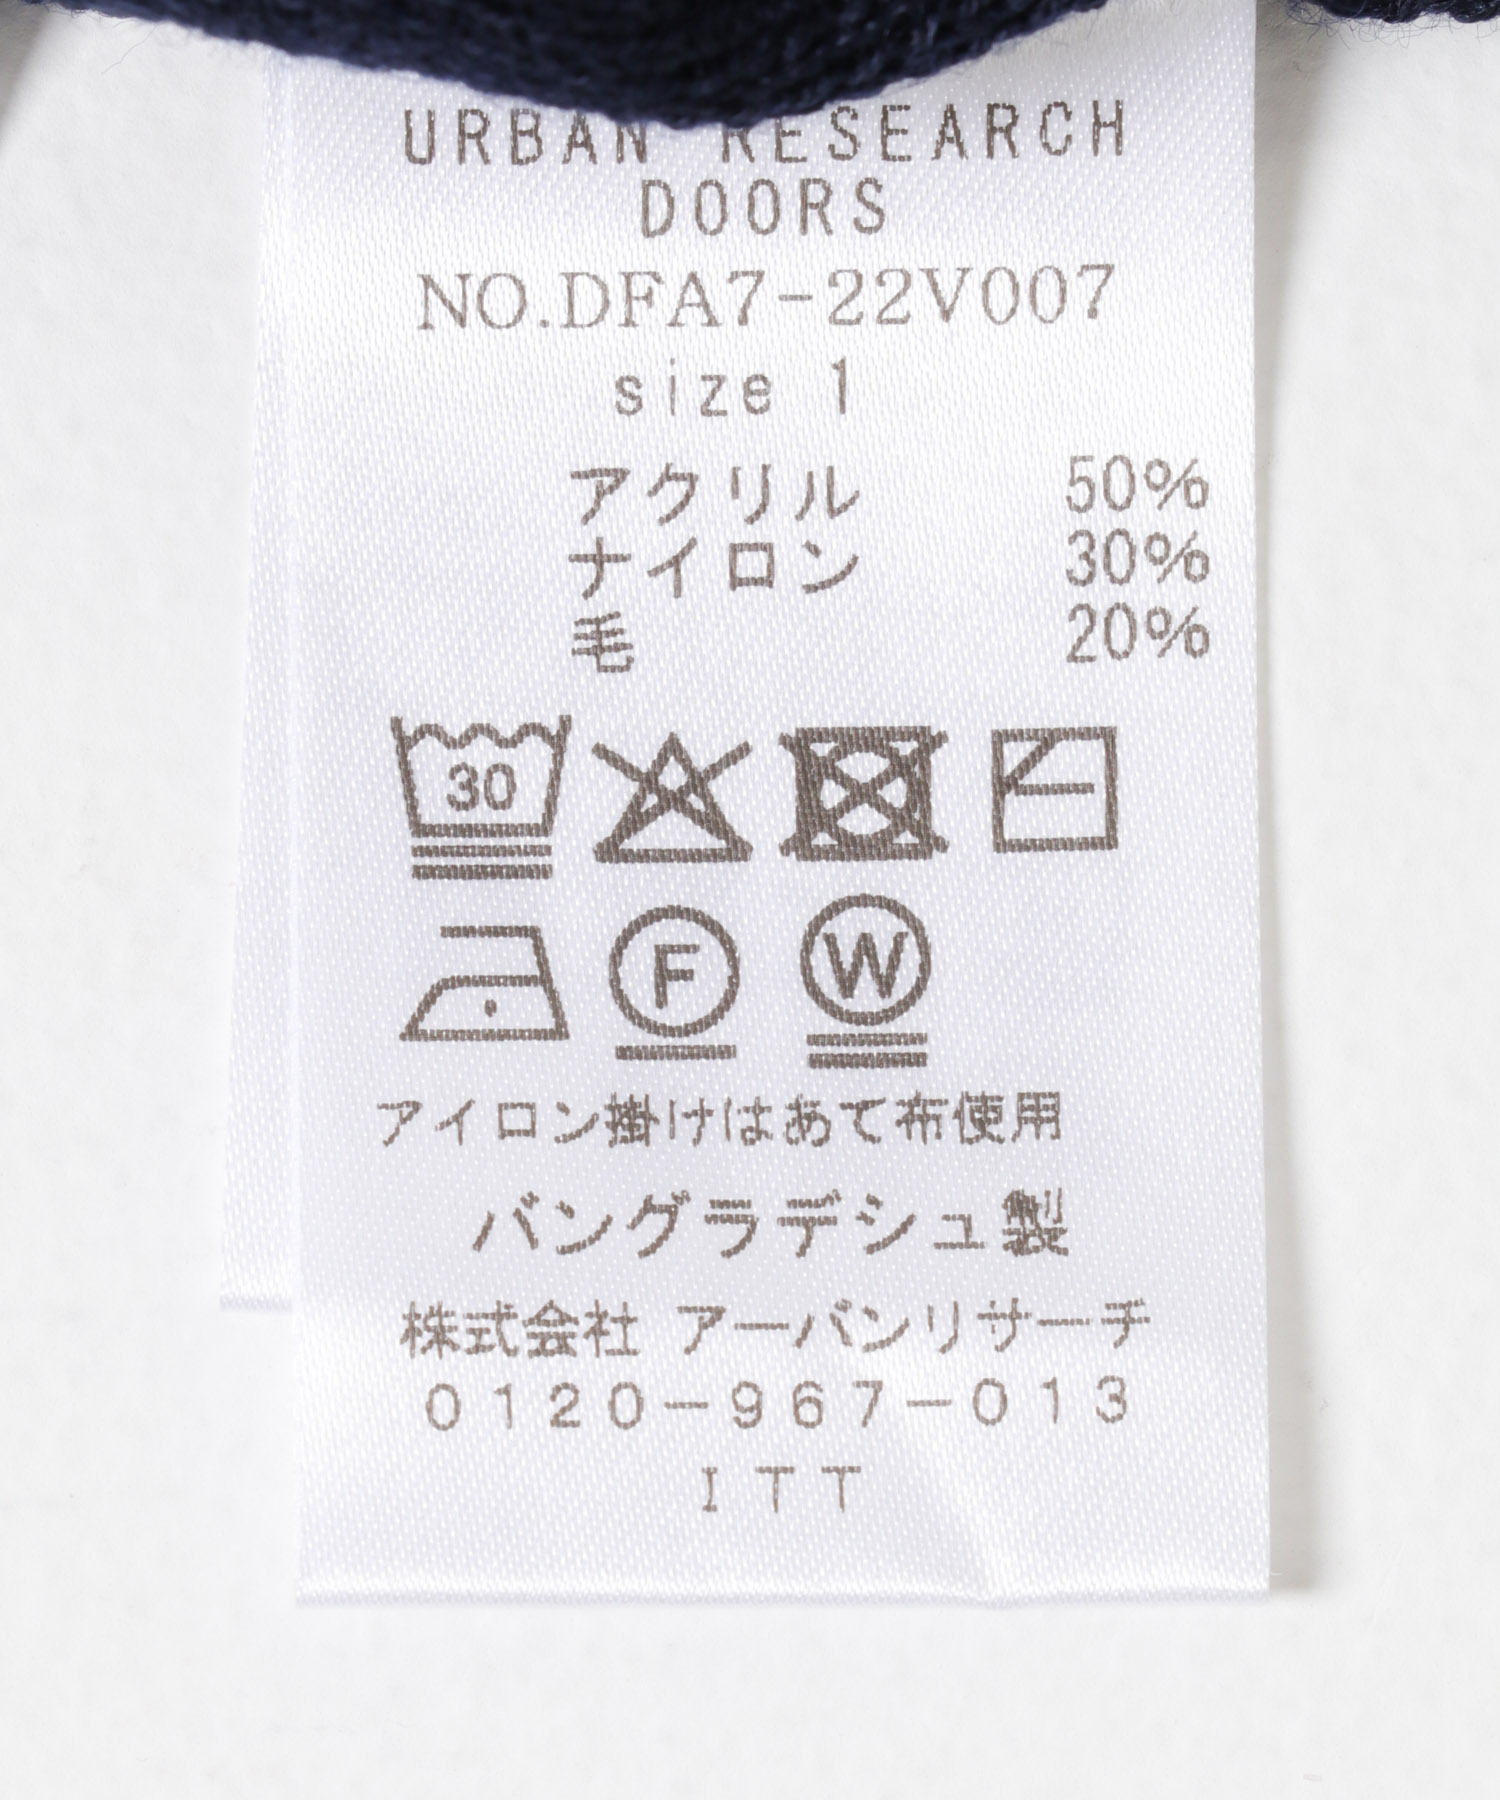 URBAN RESEARCH
DOORS
NO.DFA7-22V007
size 1
アクリル 50%
ナイロン 30%
毛 20%
30
F W
アイロン掛けはあて布使用
バングラデシュ製
株式会社 アーバンリサーチ
0120-967-013
ITT